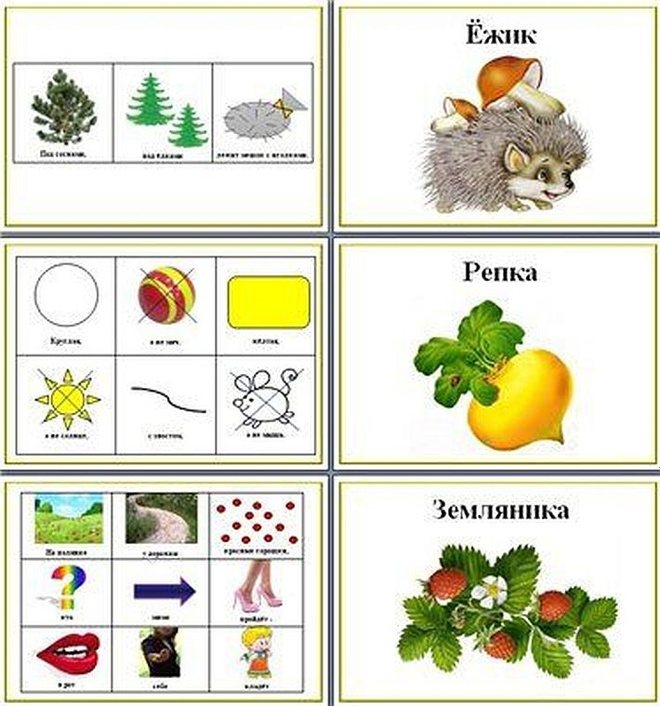 Под соснами,
под ёлками
лежит мешок с иголками.
Ёжик
Круглая,
а не мяч,
жёлтая,
а не солнце,
с хвостом,
а не мышь.
Репка
На полянке
у дорожки
красные горошки,
кто
мимо
пройдёт -
в рот
себе
кладёт
Земляника